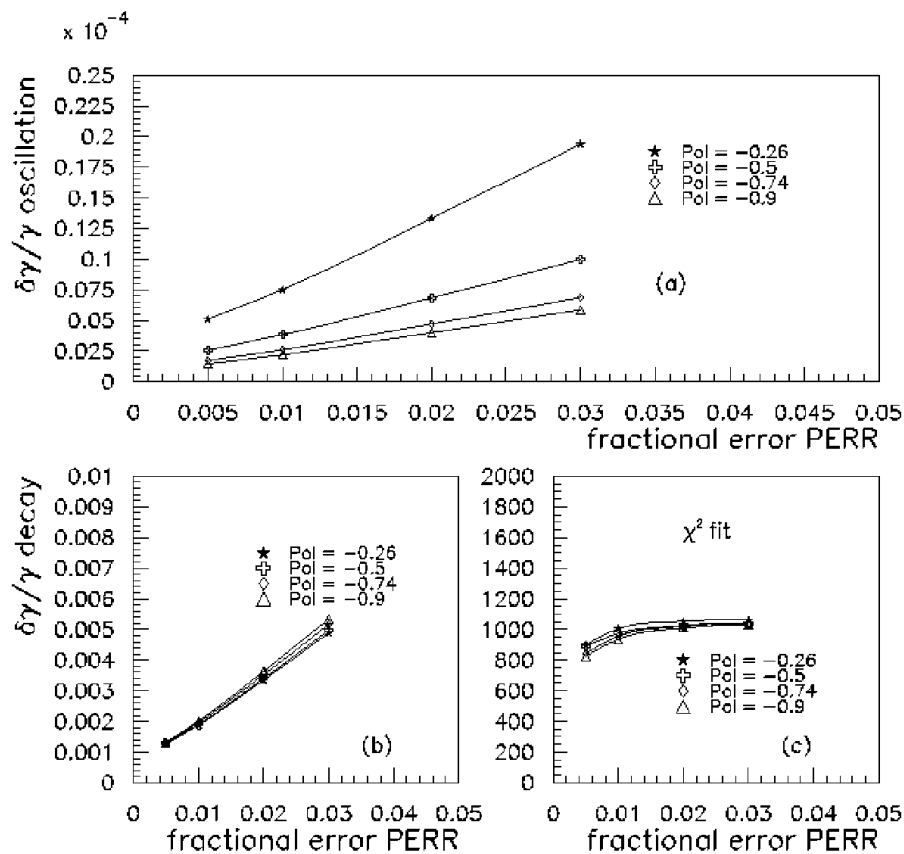 x 10⁻⁴
δγ/γ oscillation
0.25
0.225
0.2
0.175
0.15
0.125
0.1
0.075
0.05
0.025
0
Pol = −0.26
Pol = −0.5
Pol = −0.74
Pol = −0.9
(a)
0 0.005 0.01 0.015 0.02 0.025 0.03 0.035 0.04 0.045 0.05
fractional error PERR
δγ/γ decay
0.01
0.009
0.008
0.007
0.006
0.005
0.004
0.003
0.002
0.001
0
Pol = −0.26
Pol = −0.5
Pol = −0.74
Pol = −0.9
(b)
0 0.01 0.02 0.03 0.04 0.05
fractional error PERR
2000
1800
1600
1400
1200
1000
800
600
400
200
0
χ² fit
Pol = −0.26
Pol = −0.5
Pol = −0.74
Pol = −0.9
(c)
0 0.01 0.02 0.03 0.04 0.05
fractional error PERR